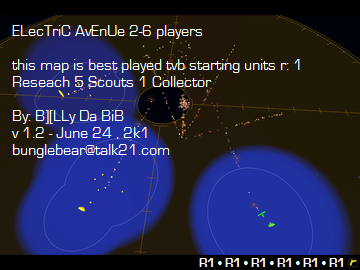 ELecTriC AvEnUe 2-6 players
this map is best played tvb starting units r: 1
Reseach 5 Scouts 1 Collector
By: B][LLy Da BiB
v 1.2 - June 24 , 2k1
bunglebear@talk21.com
R1 • R1 • R1 • R1 • R1 • R1 r